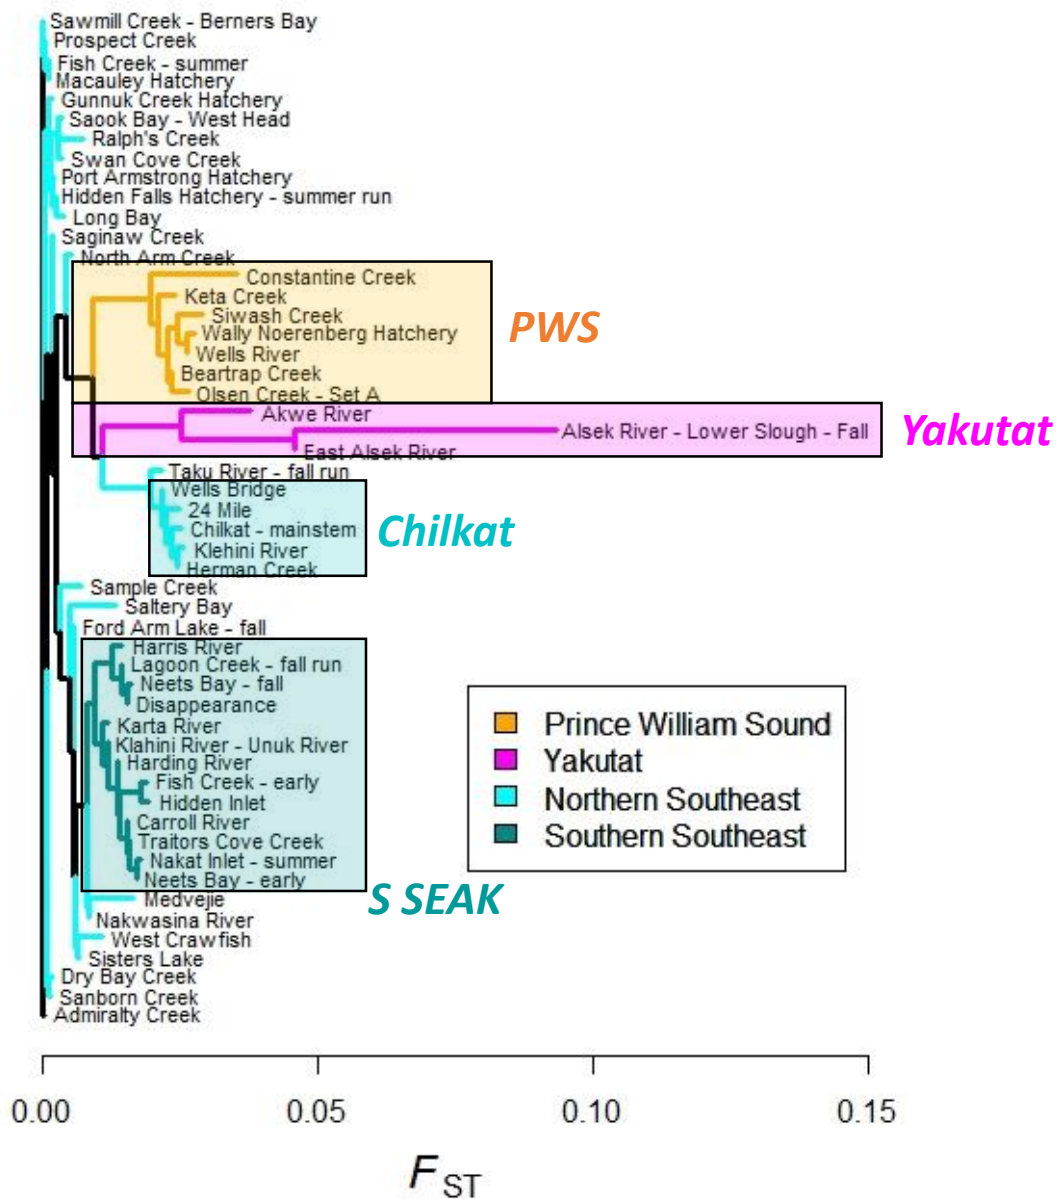 Sawmill Creek - Berners Bay
Prospect Creek
Fish Creek - summer
Macauley Hatchery
Gunnuk Creek Hatchery
Saook Bay - West Head
Ralph's Creek
Swan Cove Creek
Port Armstrong Hatchery
Hidden Falls Hatchery - summer run
Long Bay
Saginaw Creek
North Arm Creek
Constantine Creek
Keta Creek
Siwash Creek
PWS
Wally Noerenberg Hatchery
Wells River
Beartrap Creek
Olsen Creek - Set A
Akwe River
Alsek River - Lower Slough - Fall
Yakutat
East Alsek River
Taku River - fall run
Wells Bridge
24 Mile
Chilkat - mainstem
Chilkat
Klehini River
Herman Creek
Sample Creek
Saltery Bay
Ford Arm Lake - fall
Harris River
Lagoon Creek - fall run
Neets Bay - fall
Disappearance
Karta River
Klahini River - Unuk River
Harding River
Fish Creek - early
Hidden Inlet
Carroll River
Traitors Cove Creek
Nakat Inlet - summer
Neets Bay - early
S SEAK
Medvejie
Nakwasina River
West Crawfish
Sisters Lake
Dry Bay Creek
Sanborn Creek
Admiralty Creek
Prince William Sound
Yakutat
Northern Southeast
Southern Southeast
0.00 0.05 0.10 0.15
FST